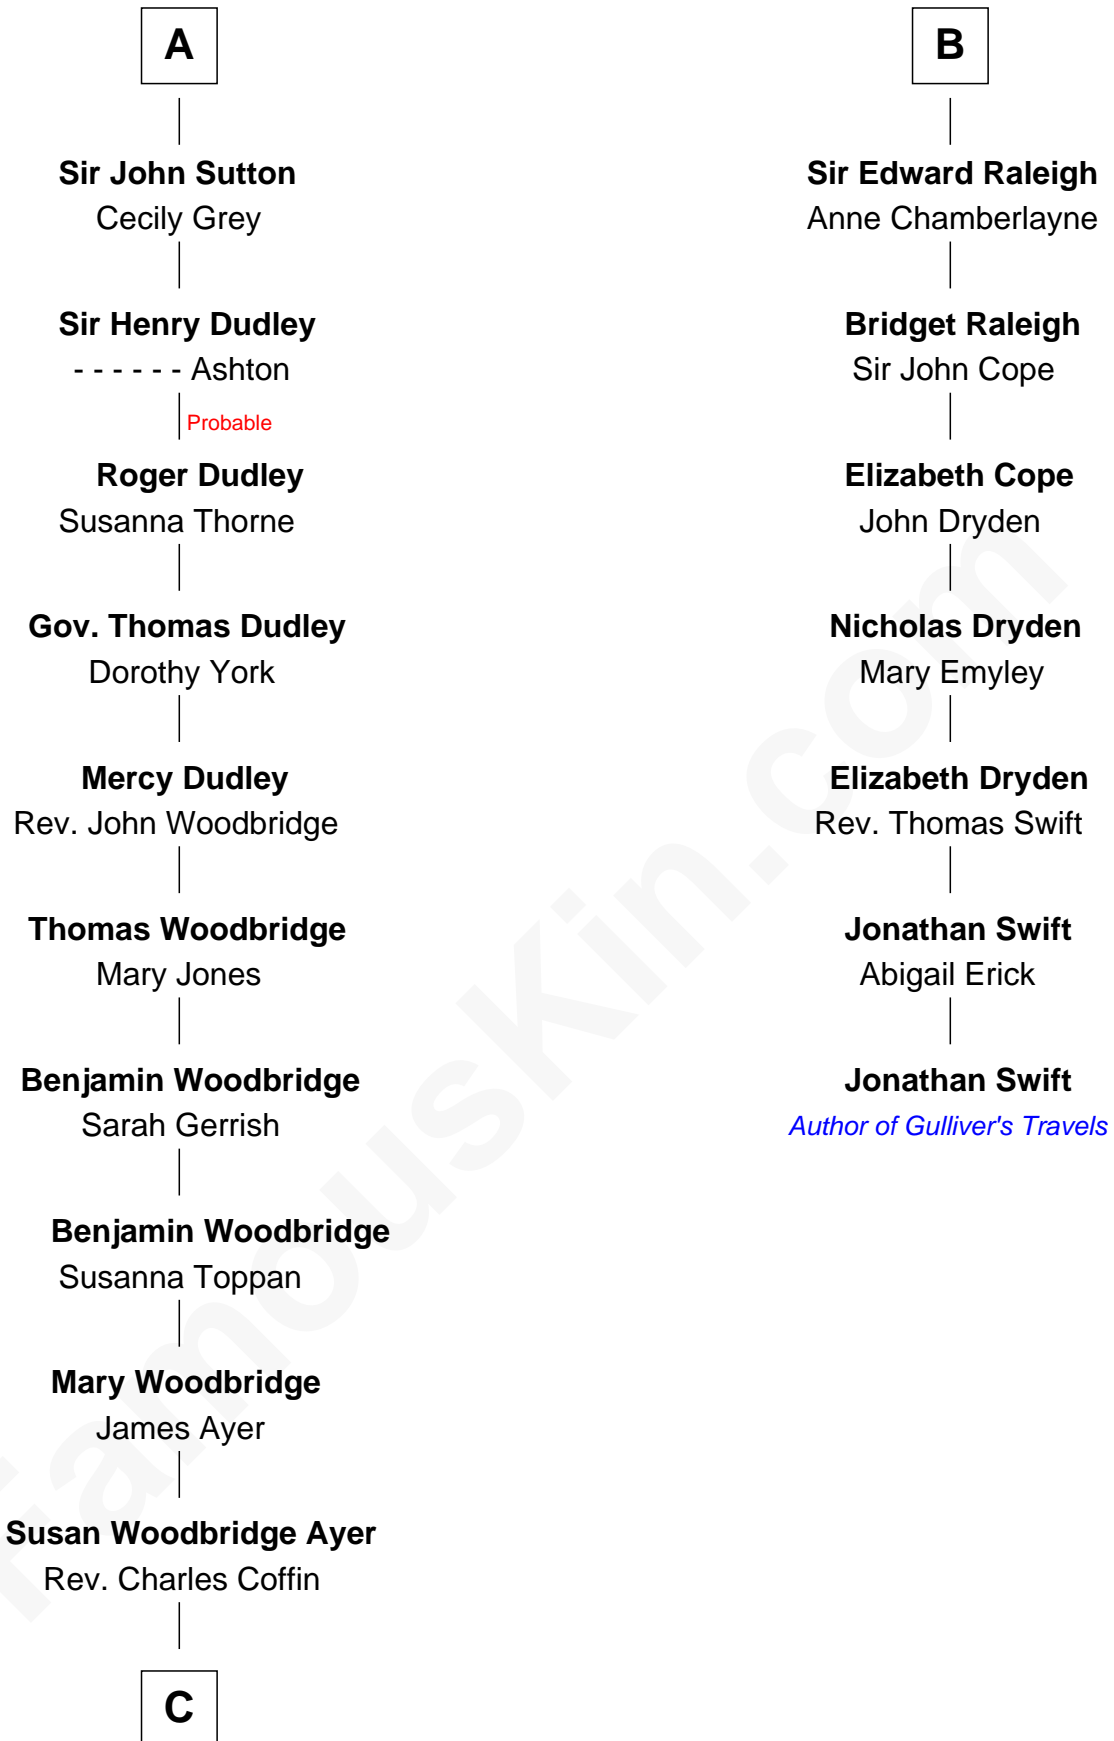 A
Sir John Sutton
Cecily Grey
Sir Henry Dudley
- - - - - - Ashton
Probable
Roger Dudley
Susanna Thorne
Gov. Thomas Dudley
Dorothy York
Mercy Dudley
Rev. John Woodbridge
Thomas Woodbridge
Mary Jones
Benjamin Woodbridge
Sarah Gerrish
Benjamin Woodbridge
Susanna Toppan
Mary Woodbridge
James Ayer
Susan Woodbridge Ayer
Rev. Charles Coffin
C
B
Sir Edward Raleigh
Anne Chamberlayne
Bridget Raleigh
Sir John Cope
Elizabeth Cope
John Dryden
Nicholas Dryden
Mary Emyley
Elizabeth Dryden
Rev. Thomas Swift
Jonathan Swift
Abigail Erick
Jonathan Swift
Author of Gulliver's Travels
FamousKin.com